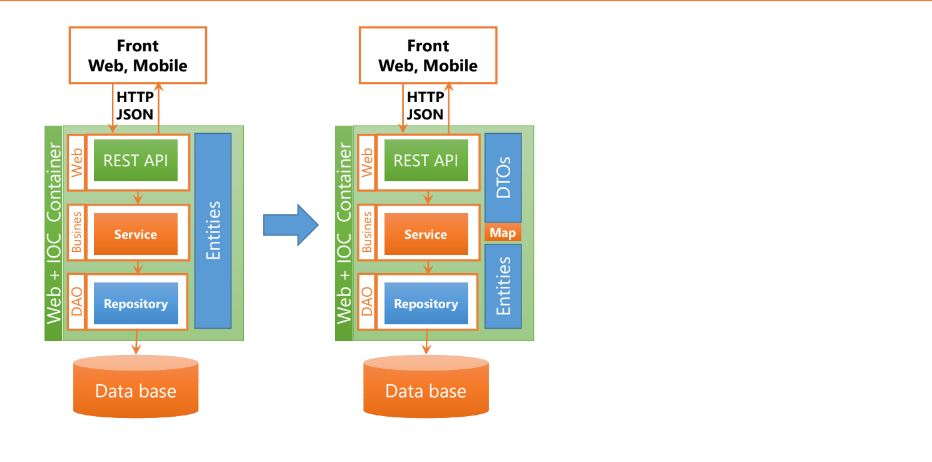 Front
Web, Mobile
HTTP
JSON
Web + IOC Container
Web
REST API
Busines
Service
DAO
Repository
Entities
Data base
Front
Web, Mobile
HTTP
JSON
Web + IOC Container
Web
REST API
Busines
Service
DAO
Repository
DTOs
Map
Entities
Data base